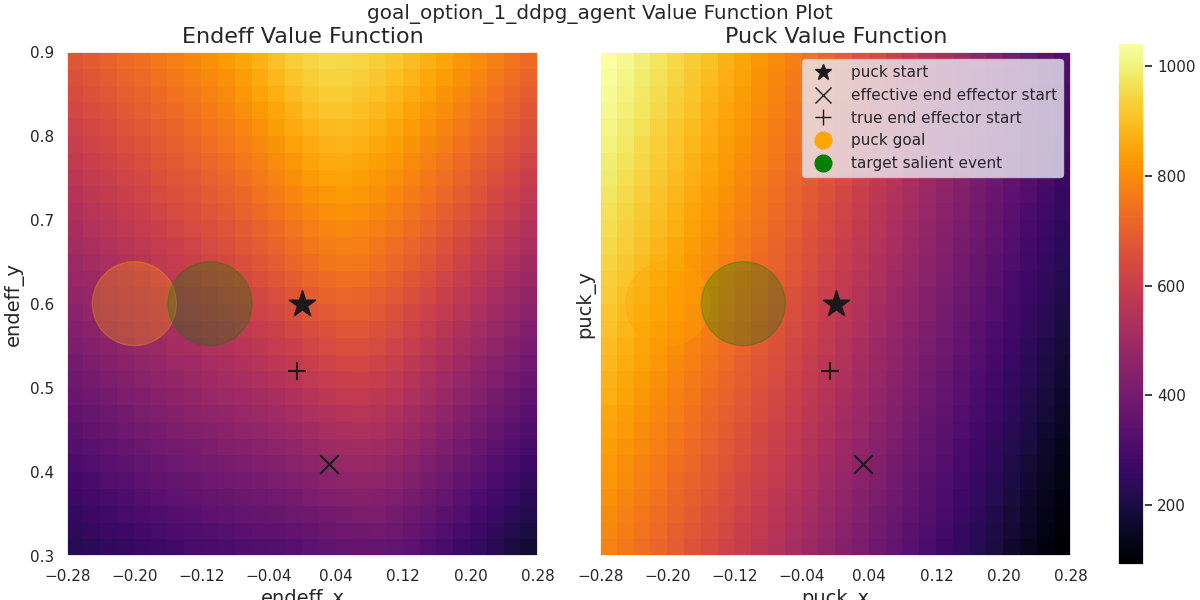 goal_option_1_ddpg_agent Value Function Plot
Endeff Value Function
0.9
0.8
0.7
0.6
0.5
0.4
0.3
endeff_y
−0.28 −0.20 −0.12 −0.04 0.04 0.12 0.20 0.28
endeff_x
Puck Value Function
puck start
effective end effector start
true end effector start
puck goal
target salient event
puck_y
−0.28 −0.20 −0.12 −0.04 0.04 0.12 0.20 0.28
puck_x
1000
800
600
400
200